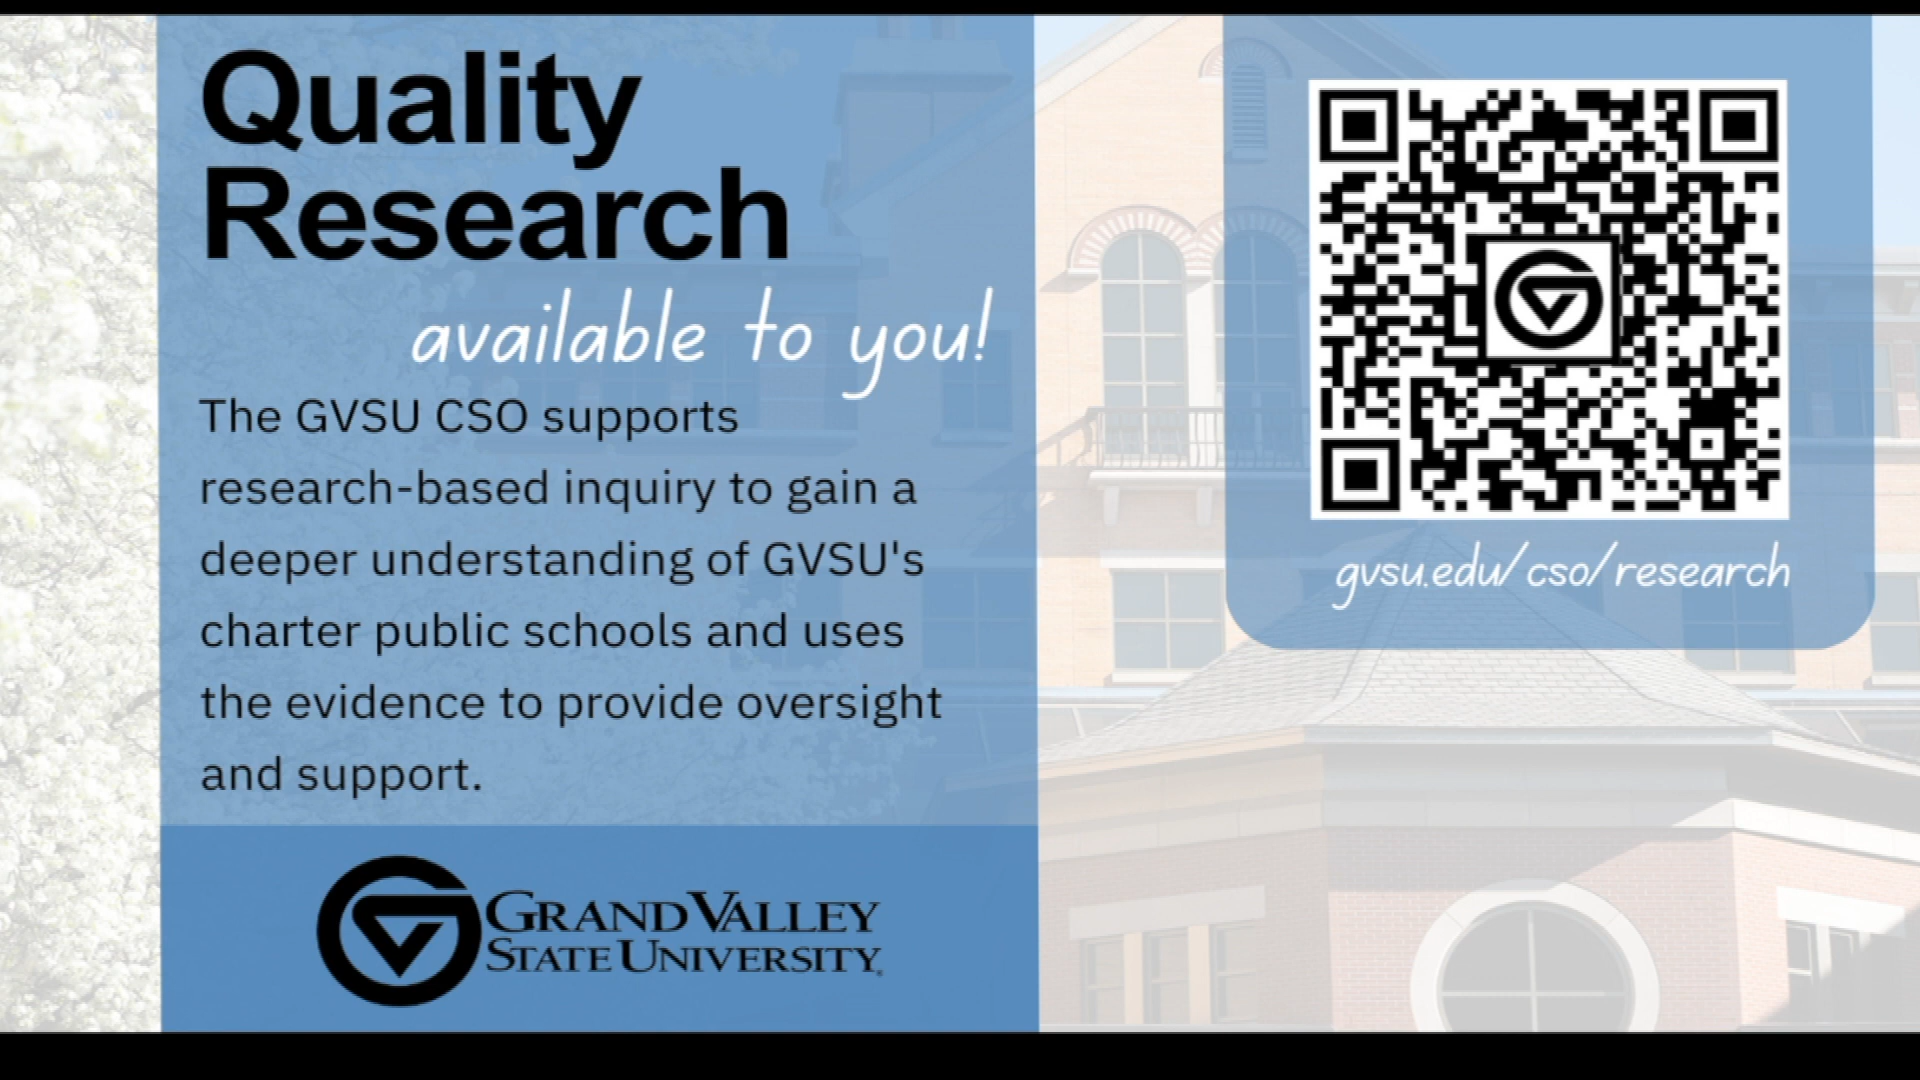 Quality
Research
available to you!
The GVSU CSO supports
research-based inquiry to gain a
deeper understanding of GVSU's
charter public schools and uses
the evidence to provide oversight
and support.
GRAND VALLEY
STATE UNIVERSITY
gvsu.edu/cso/research